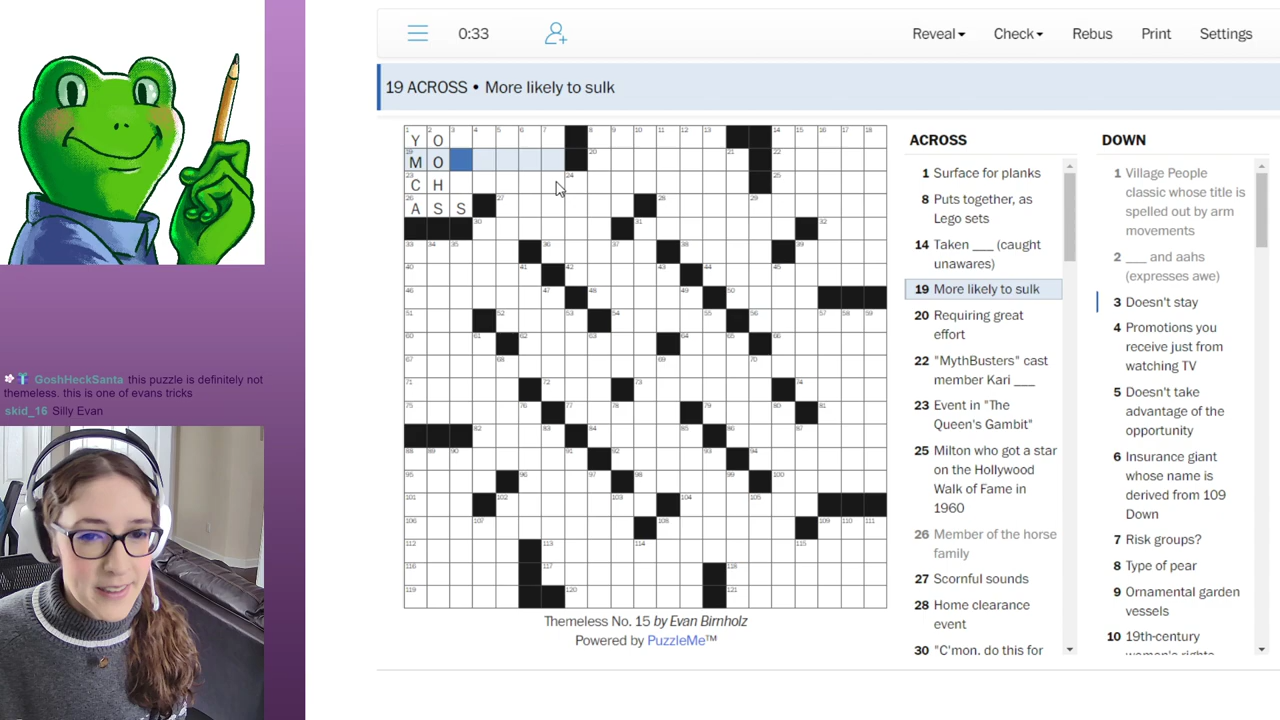 0:33
Reveal
Check
Rebus
Print
Settings
19 ACROSS • More likely to sulk
Y O
M O
C H
A S S
ACROSS
1 Surface for planks
8 Puts together, as
Lego sets
14 Taken ___ (caught
unawares)
19 More likely to sulk
20 Requiring great
effort
22 "MythBusters" cast
member Kari ___
23 Event in "The
Queen's Gambit"
25 Milton who got a star
on the Hollywood
Walk of Fame in
1960
26 Member of the horse
family
27 Scornful sounds
28 Home clearance
event
30 "C'mon, do this for
DOWN
1 Village People
classic whose title is
spelled out by arm
movements
2 ___ and aahs
(expresses awe)
3 Doesn't stay
4 Promotions you
receive just from
watching TV
5 Doesn't take
advantage of the
opportunity
6 Insurance giant
whose name is
derived from 109
Down
7 Risk groups?
8 Type of pear
9 Ornamental garden
vessels
10 19th-century
women's rights
Themeless No. 15 by Evan Birnholz
Powered by PuzzleMe™
GoshHeckSanta this puzzle is definitely not
themeless. this is one of evans tricks
skid_16 Silly Evan